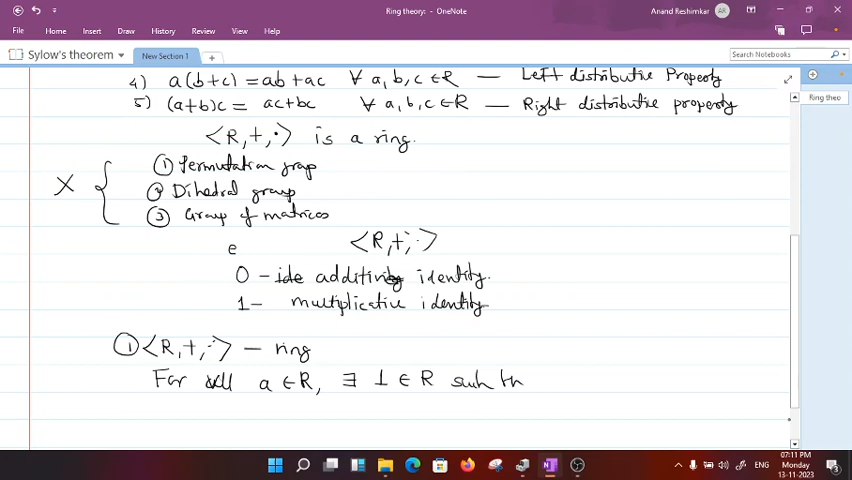 Ring theory: - OneNote
Anand Reshimkar AR
File Home Insert Draw History Review View Help
Sylow's theorem New Section 1 + Search Notebooks
Ring theo
4) a(b+c) = ab+ac ∀ a,b,c ∈ R — Left distributie Property
5) (a+b)c = ac+bc ∀ a,b,c ∈ R — Right distributive property
<R,+,·> is a ring.
① Permutation group
X { ② Dihedral group
③ Group of matrices
e <R,+,·>
0 - ide additivity identity.
1 - multiplicative identity
① <R,+,·> — ring
For all a ∈ R, ∃ 1 ∈ R such th
ENG
07:11 PM
Monday
13-11-2023